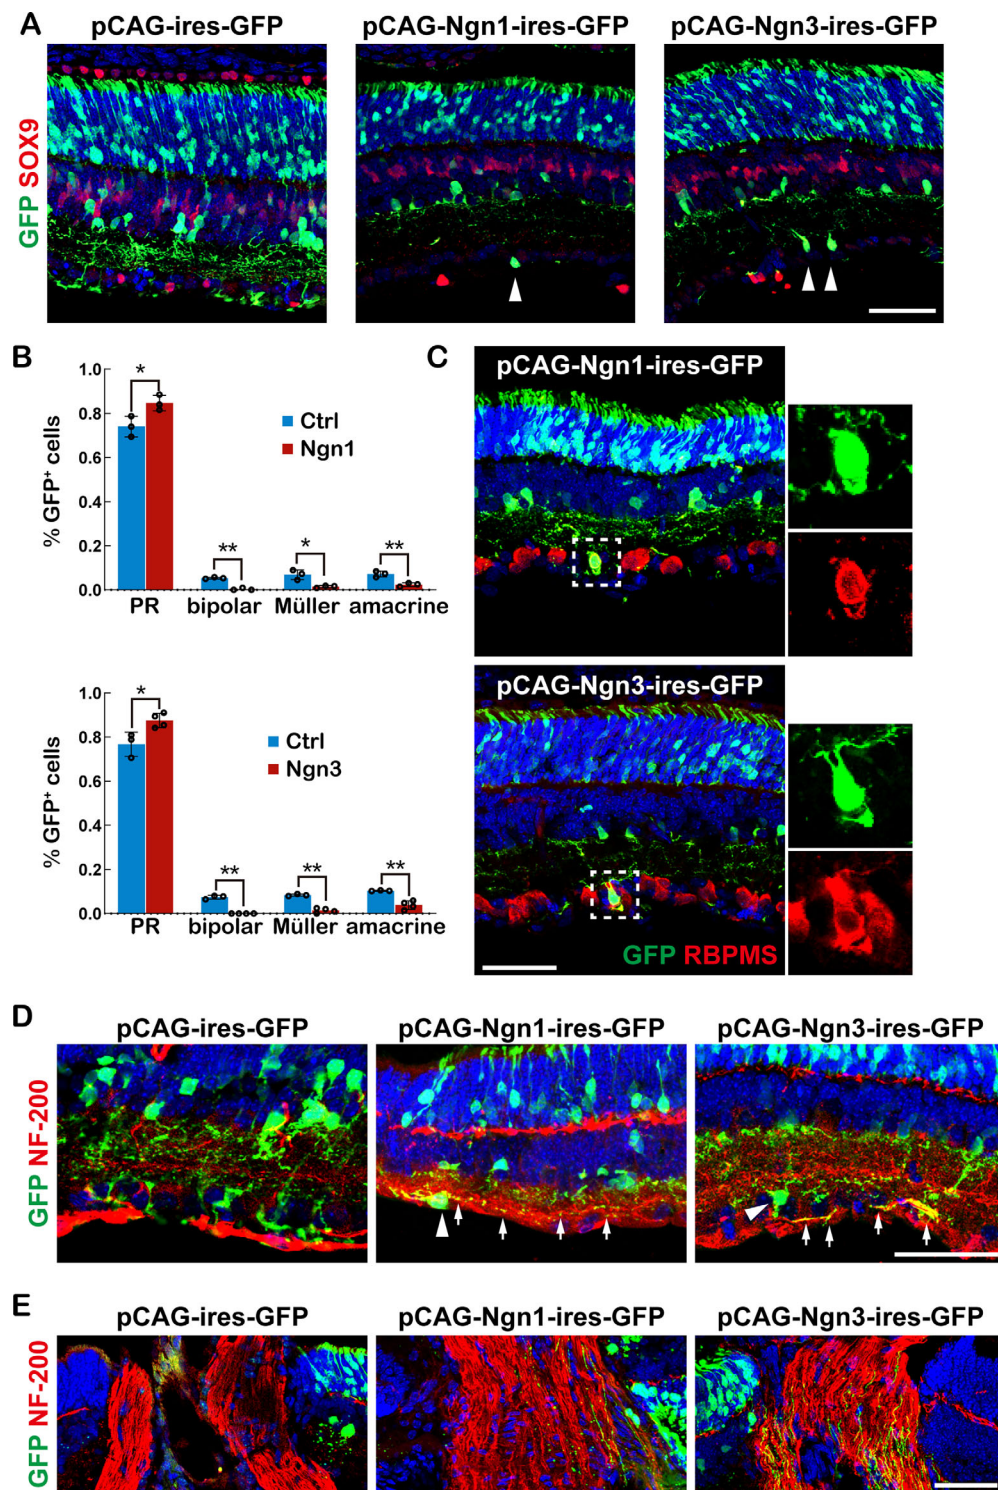 A
pCAG-ires-GFP
pCAG-Ngn1-ires-GFP
pCAG-Ngn3-ires-GFP
GFP SOX9
B
1.0
0.8
0.6
0.4
0.2
0.0
% GFP⁺ cells
*
**
*
**
Ctrl
Ngn1
PR
bipolar
Müller
amacrine
1.0
0.8
0.6
0.4
0.2
0.0
% GFP⁺ cells
*
**
**
**
Ctrl
Ngn3
PR
bipolar
Müller
amacrine
C
pCAG-Ngn1-ires-GFP
pCAG-Ngn3-ires-GFP
GFP RBPMS
D
pCAG-ires-GFP
pCAG-Ngn1-ires-GFP
pCAG-Ngn3-ires-GFP
GFP NF-200
E
pCAG-ires-GFP
pCAG-Ngn1-ires-GFP
pCAG-Ngn3-ires-GFP
GFP NF-200